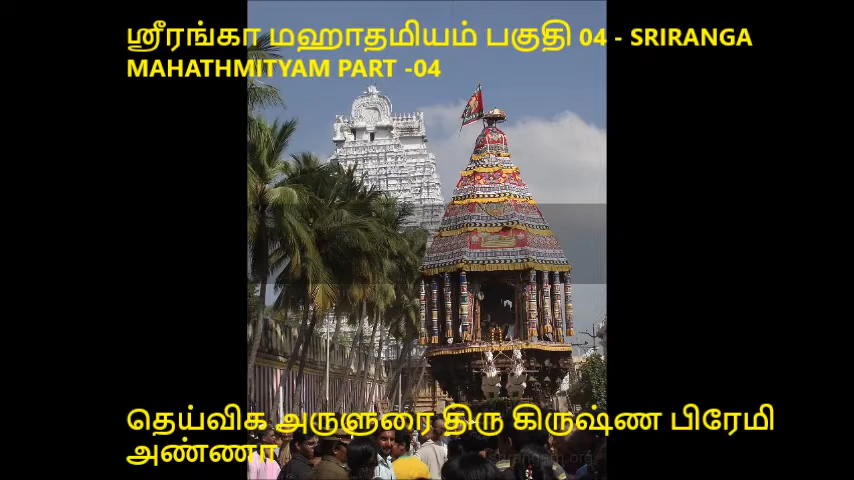 ஸ்ரீரங்கா மஹாதமியம் பகுதி 04 - SRIRANGA
MAHATHMITYAM PART -04
தெய்விக அருளுரை திரு கிருஷ்ண பிரேமி
அண்ணா